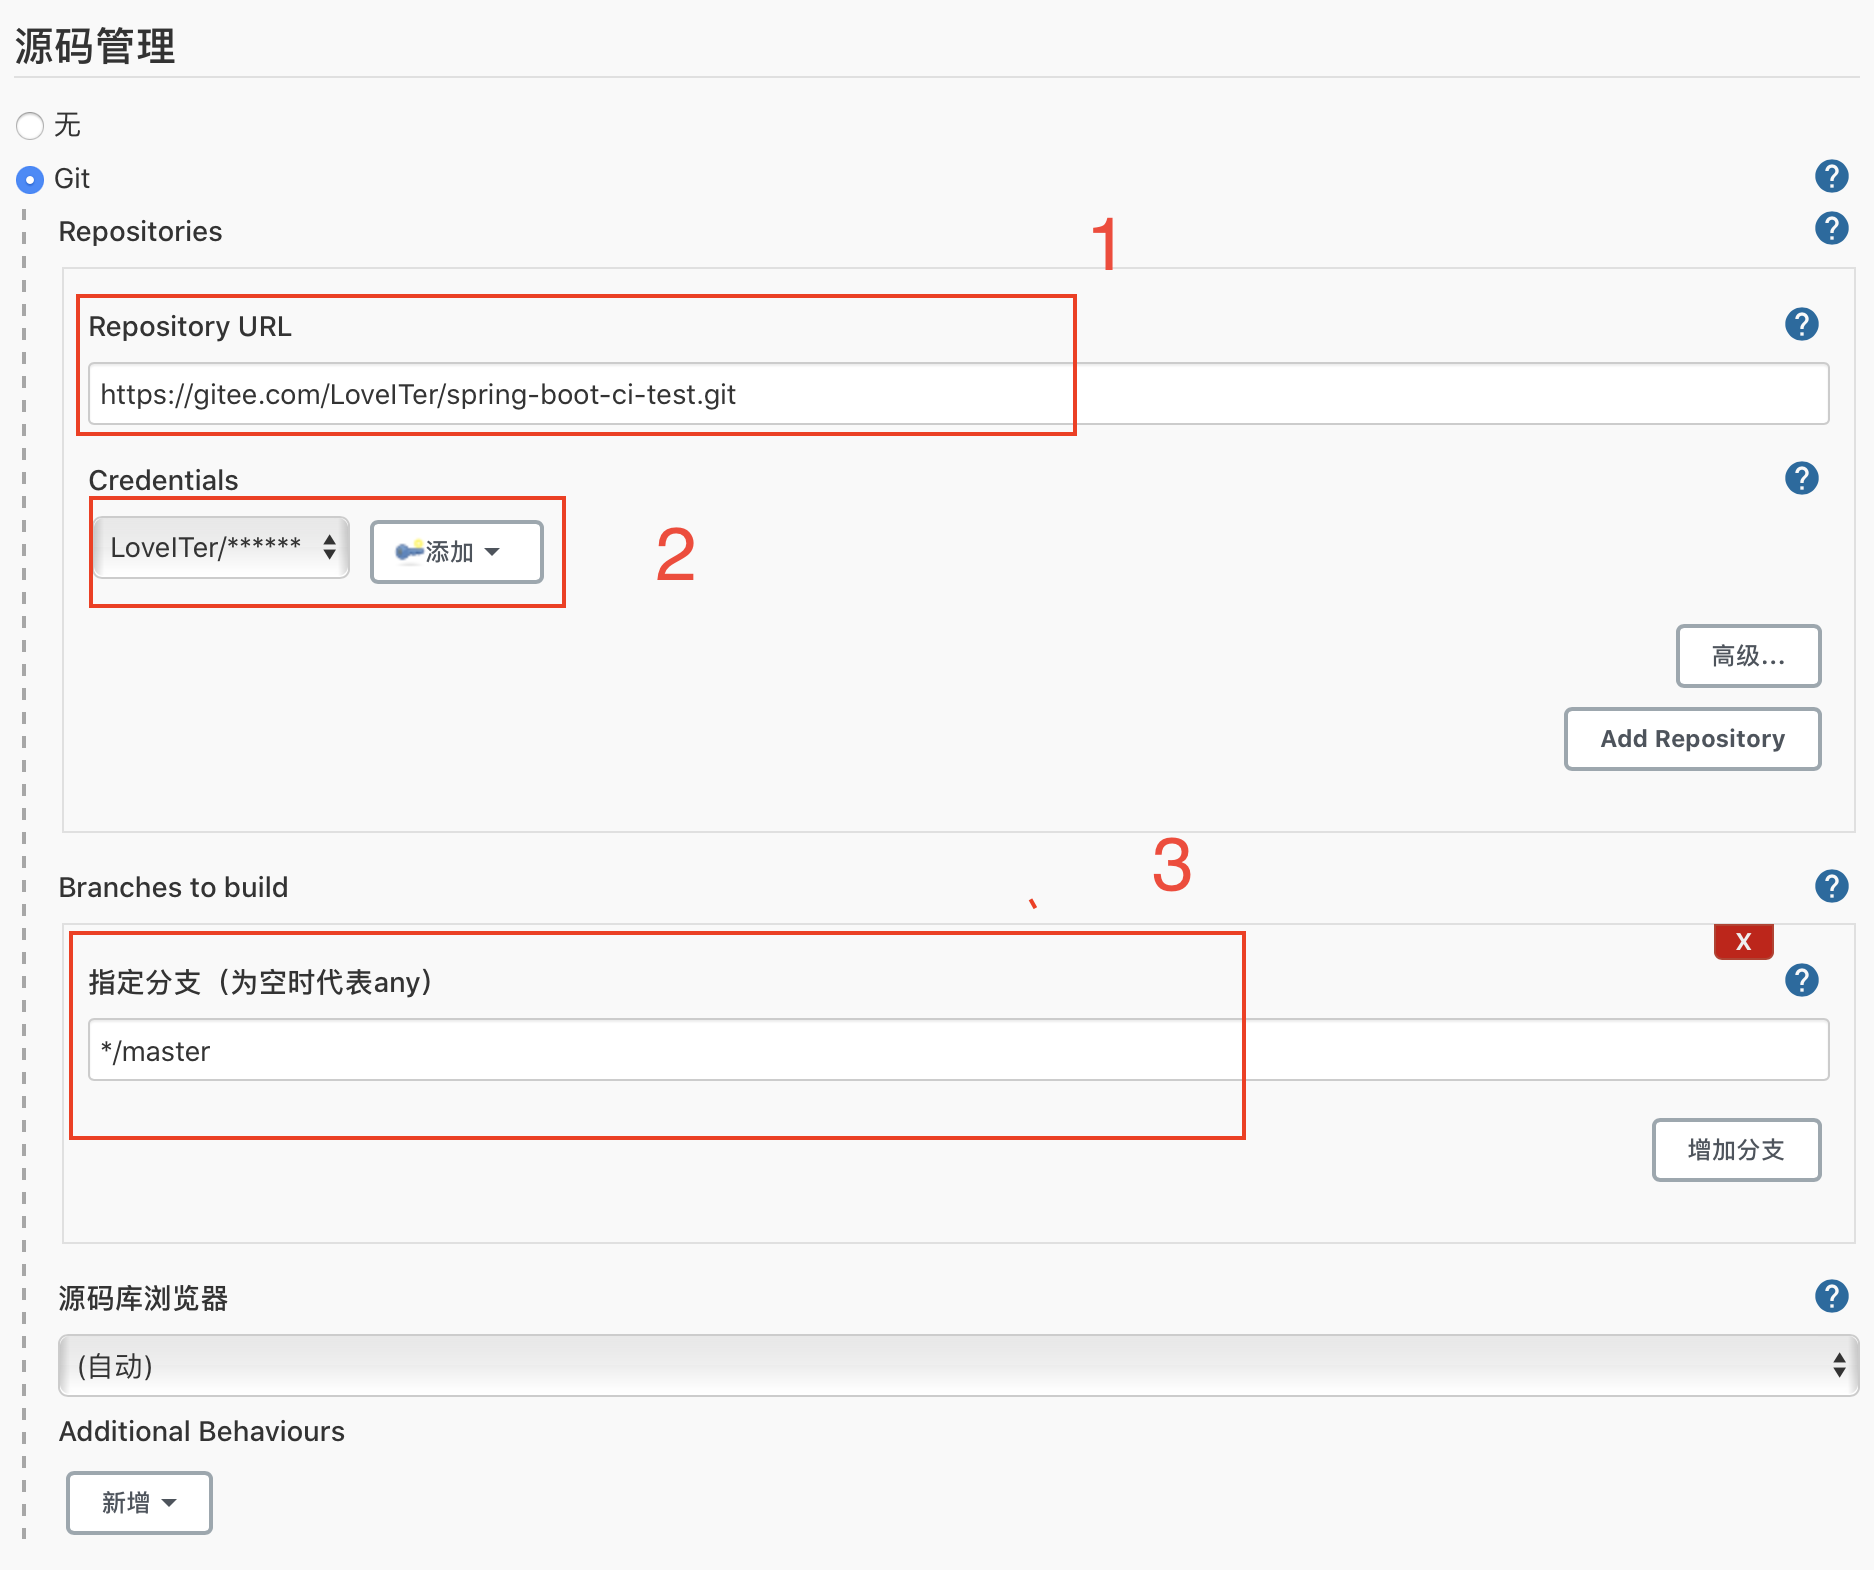 源码管理
无
Git
Repositories
1
Repository URL
https://gitee.com/LoveITer/spring-boot-ci-test.git
Credentials
LoveITer/******
添加
2
高级...
Add Repository
3
Branches to build
、
X
指定分支（为空时代表any）
*/master
增加分支
源码库浏览器
(自动)
Additional Behaviours
新增